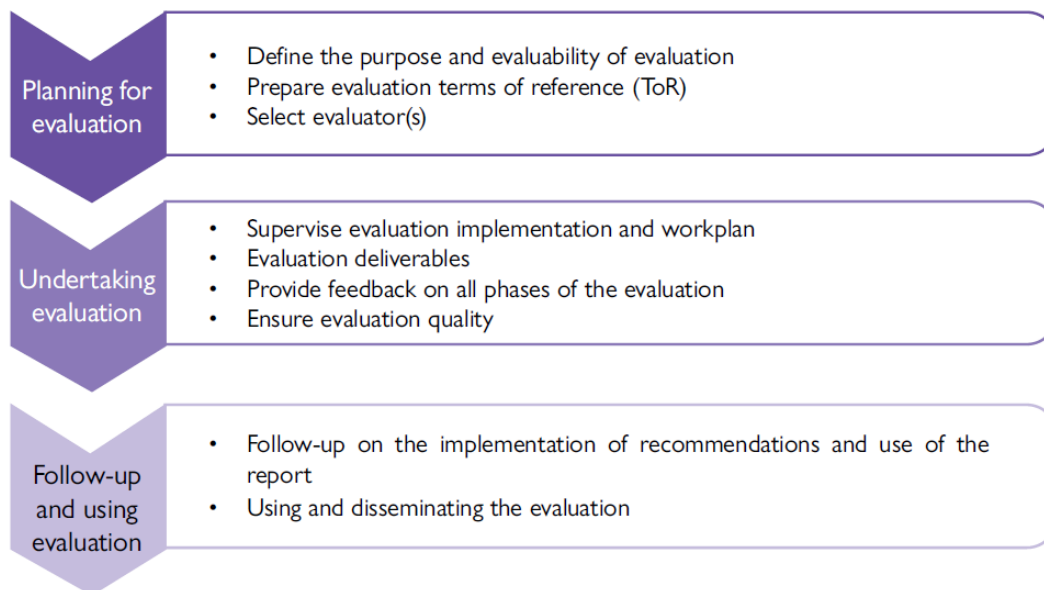 Planning for
evaluation
• Define the purpose and evaluability of evaluation
• Prepare evaluation terms of reference (ToR)
• Select evaluator(s)
Undertaking
evaluation
• Supervise evaluation implementation and workplan
• Evaluation deliverables
• Provide feedback on all phases of the evaluation
• Ensure evaluation quality
Follow-up
and using
evaluation
• Follow-up on the implementation of recommendations and use of the
report
• Using and disseminating the evaluation